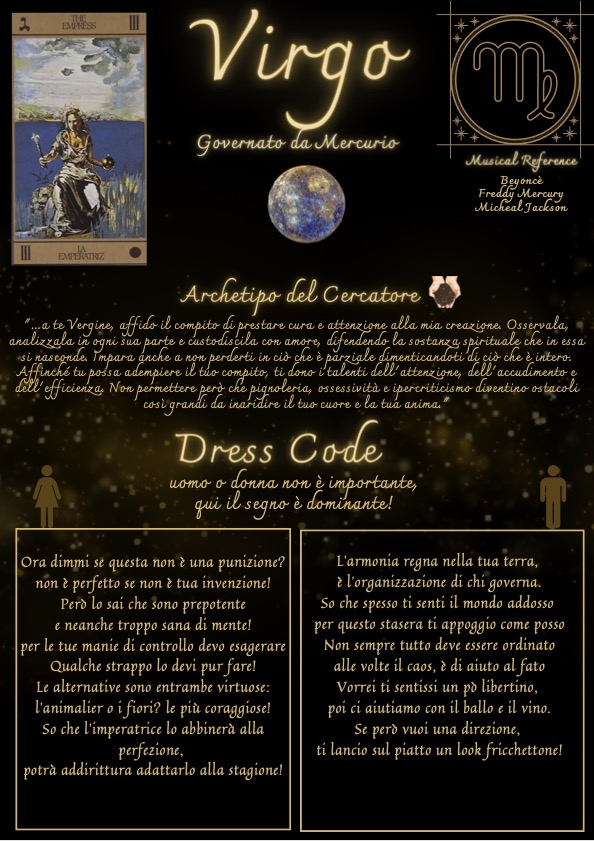 THE
EMPRESS
III
Virgo
Governato da Mercurio
Musical Reference
Beyoncè
Freddy Mercury
Micheal Jackson
III
LA
EMPERATRIZ
Archetipo del Cercatore
"...a te Vergine, affido il compito di prestare cura e attenzione alla mia creazione. Osservala,
analizzala in ogni sua parte e custodiscila con amore, difendendo la sostanza spirituale che in essa
si nasconde. Impara anche a non perderti in ciò che è parziale dimenticandoti di ciò che è intero.
Affinché tu possa adempiere il tuo compito, ti dono i talenti dell'attenzione, dell'accudimento e
dell'efficienza. Non permettere però che pignoleria, ossessività e ipercriticismo diventino ostacoli
così grandi da inaridire il tuo cuore e la tua anima."
Dress Code
uomo o donna non è importante,
qui il segno è dominante!
Ora dimmi se questa non è una punizione?
non è perfetto se non è tua invenzione!
Però lo sai che sono prepotente
e neanche troppo sana di mente!
per le tue manie di controllo devo esagerare
Qualche strappo lo devi pur fare!
Le alternative sono entrambe virtuose:
l'animalier o i fiori? le più coraggiose!
So che l'imperatrice lo abbinerà alla
perfezione,
potrà addirittura adattarlo alla stagione!
L'armonia regna nella tua terra,
è l'organizzazione di chi governa.
So che spesso ti senti il mondo addosso
per questo stasera ti appoggio come posso
Non sempre tutto deve essere ordinato
alle volte il caos, è di aiuto al fato
Vorrei ti sentissi un pò libertino,
poi ci aiutiamo con il ballo e il vino.
Se però vuoi una direzione,
ti lancio sul piatto un look fricchettone!